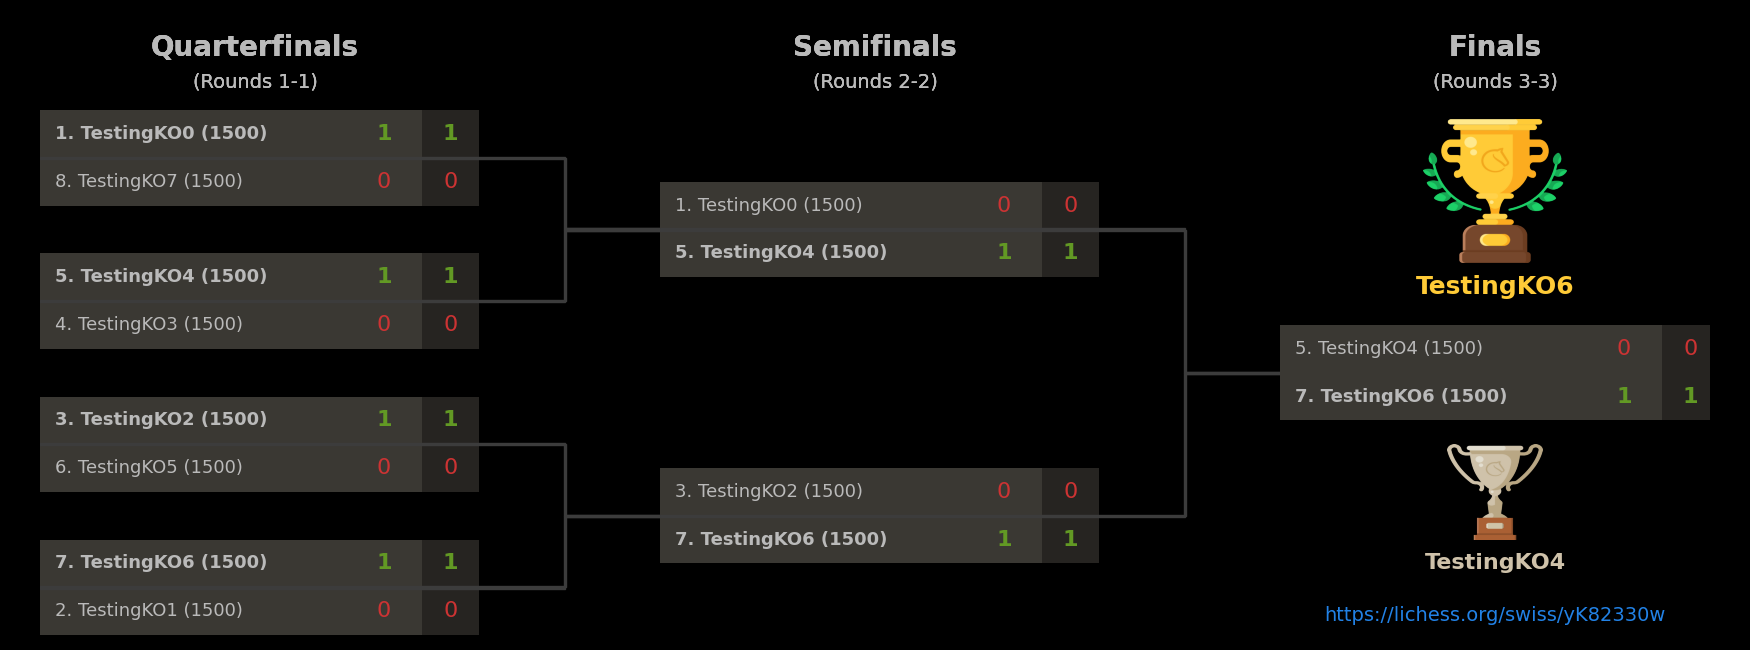 Quarterfinals
(Rounds 1-1)
1. TestingKO0 (1500) 1 1
8. TestingKO7 (1500) 0 0
5. TestingKO4 (1500) 1 1
4. TestingKO3 (1500) 0 0
3. TestingKO2 (1500) 1 1
6. TestingKO5 (1500) 0 0
7. TestingKO6 (1500) 1 1
2. TestingKO1 (1500) 0 0
Semifinals
(Rounds 2-2)
1. TestingKO0 (1500) 0 0
5. TestingKO4 (1500) 1 1
3. TestingKO2 (1500) 0 0
7. TestingKO6 (1500) 1 1
Finals
(Rounds 3-3)
TestingKO6
5. TestingKO4 (1500) 0 0
7. TestingKO6 (1500) 1 1
TestingKO4
https://lichess.org/swiss/yK82330w